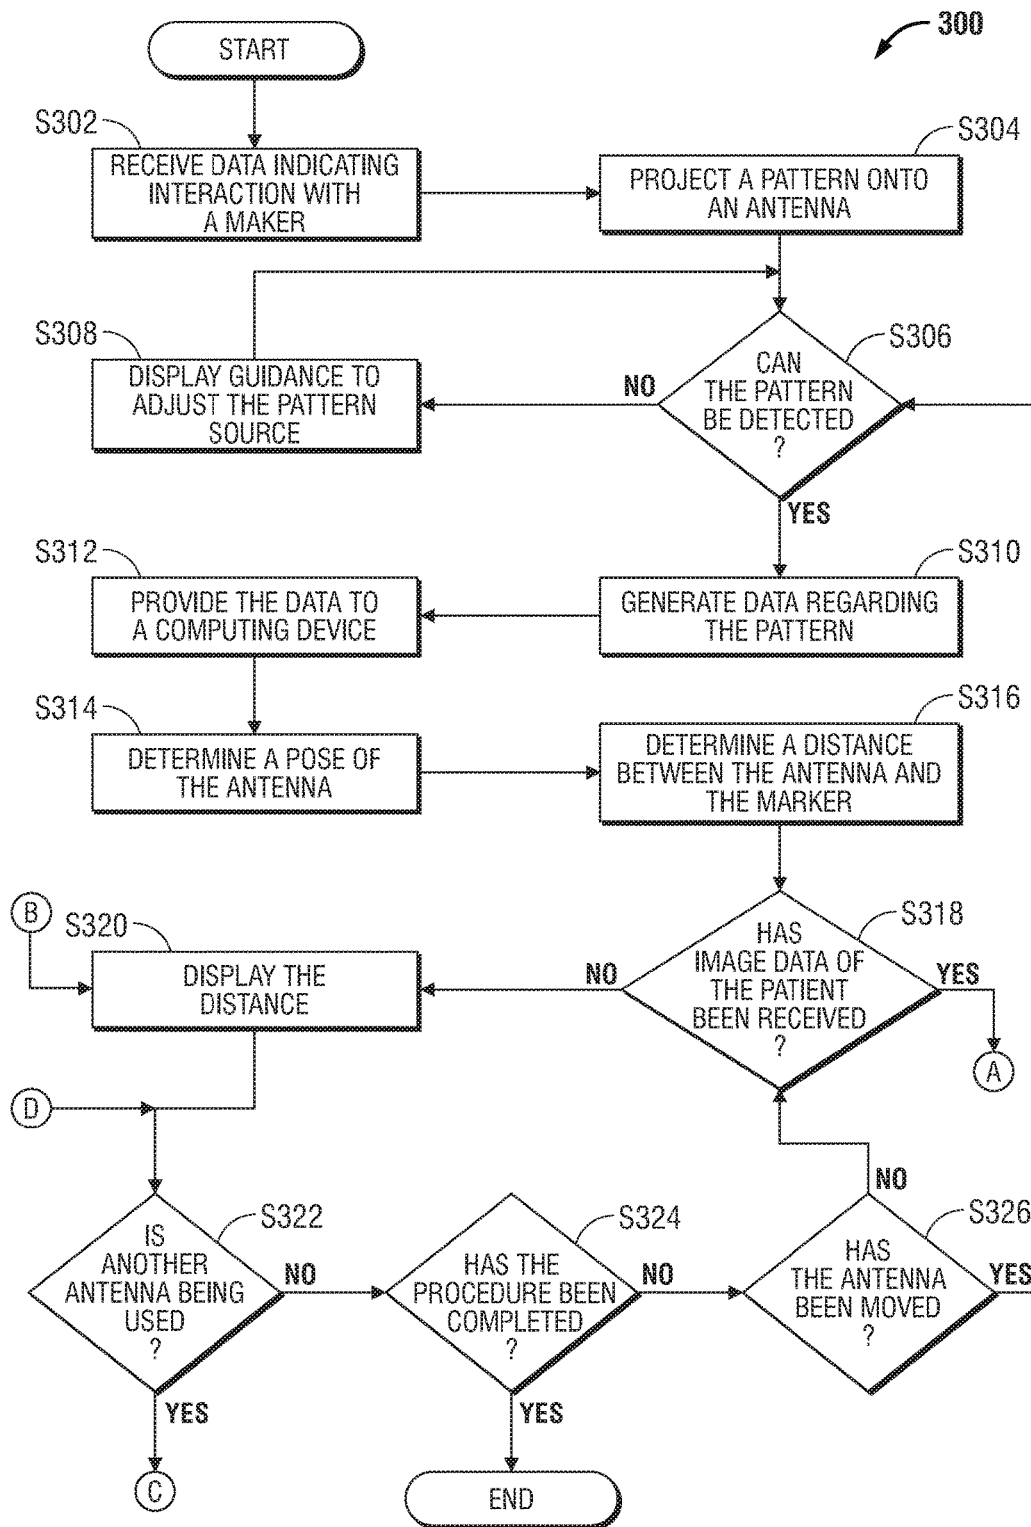 300
START
S302
RECEIVE DATA INDICATING
INTERACTION WITH
A MAKER
S304
PROJECT A PATTERN ONTO
AN ANTENNA
S308
DISPLAY GUIDANCE TO
ADJUST THE PATTERN
SOURCE
NO
S306
CAN
THE PATTERN
BE DETECTED
?
YES
S312
PROVIDE THE DATA TO
A COMPUTING DEVICE
S310
GENERATE DATA REGARDING
THE PATTERN
S314
DETERMINE A POSE OF
THE ANTENNA
S316
DETERMINE A DISTANCE
BETWEEN THE ANTENNA AND
THE MARKER
B
S320
DISPLAY THE
DISTANCE
NO
S318
HAS
IMAGE DATA OF
THE PATIENT
BEEN RECEIVED
?
YES
A
D
S322
IS
ANOTHER
ANTENNA BEING
USED
?
NO
YES
C
S324
HAS THE
PROCEDURE BEEN
COMPLETED
?
NO
YES
END
NO
S326
HAS
THE ANTENNA
BEEN MOVED
?
YES